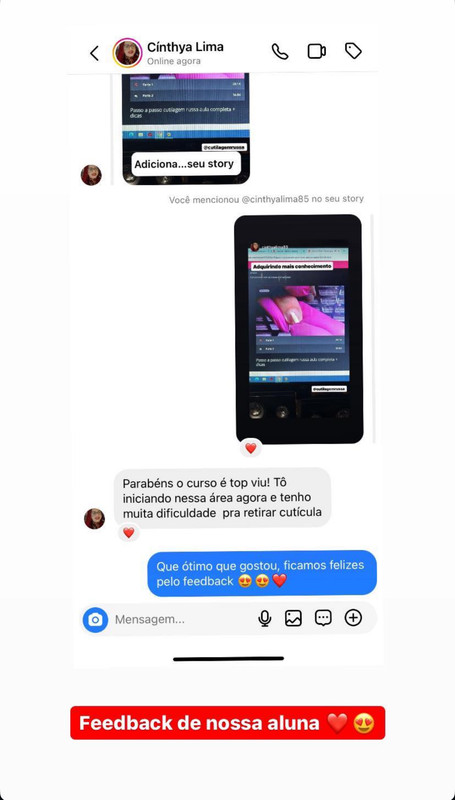 Cínthya Lima
Online agora
Passo a passo cutilagem russa aula completa +
dicas
@cutilagemrussa
Adiciona...seu story
Você mencionou @cinthyalima85 no seu story
Adquirindo mais conhecimento
Passo a passo cutilagem russa aula completa +
dicas
@cutilagemrussa
Parabéns o curso é top viu! Tô
iniciando nessa área agora e tenho
muita dificuldade pra retirar cutícula
Que ótimo que gostou, ficamos felizes
pelo feedback 😍😍❤️
Mensagem...
Feedback de nossa aluna ❤️😍